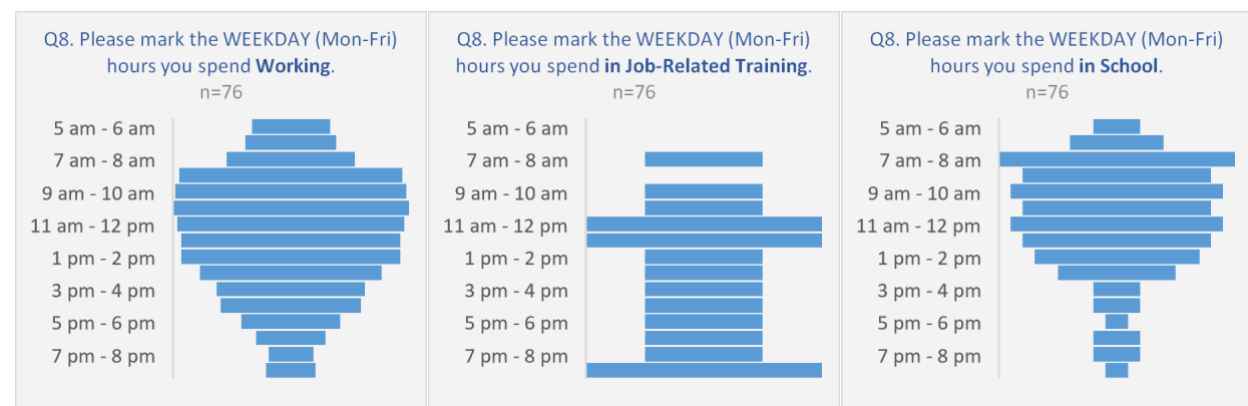 Q8. Please mark the WEEKDAY (Mon-Fri)
hours you spend Working.
n=76
5 am - 6 am
7 am - 8 am
9 am - 10 am
11 am - 12 pm
1 pm - 2 pm
3 pm - 4 pm
5 pm - 6 pm
7 pm - 8 pm
Q8. Please mark the WEEKDAY (Mon-Fri)
hours you spend in Job-Related Training.
n=76
5 am - 6 am
7 am - 8 am
9 am - 10 am
11 am - 12 pm
1 pm - 2 pm
3 pm - 4 pm
5 pm - 6 pm
7 pm - 8 pm
Q8. Please mark the WEEKDAY (Mon-Fri)
hours you spend in School.
n=76
5 am - 6 am
7 am - 8 am
9 am - 10 am
11 am - 12 pm
1 pm - 2 pm
3 pm - 4 pm
5 pm - 6 pm
7 pm - 8 pm